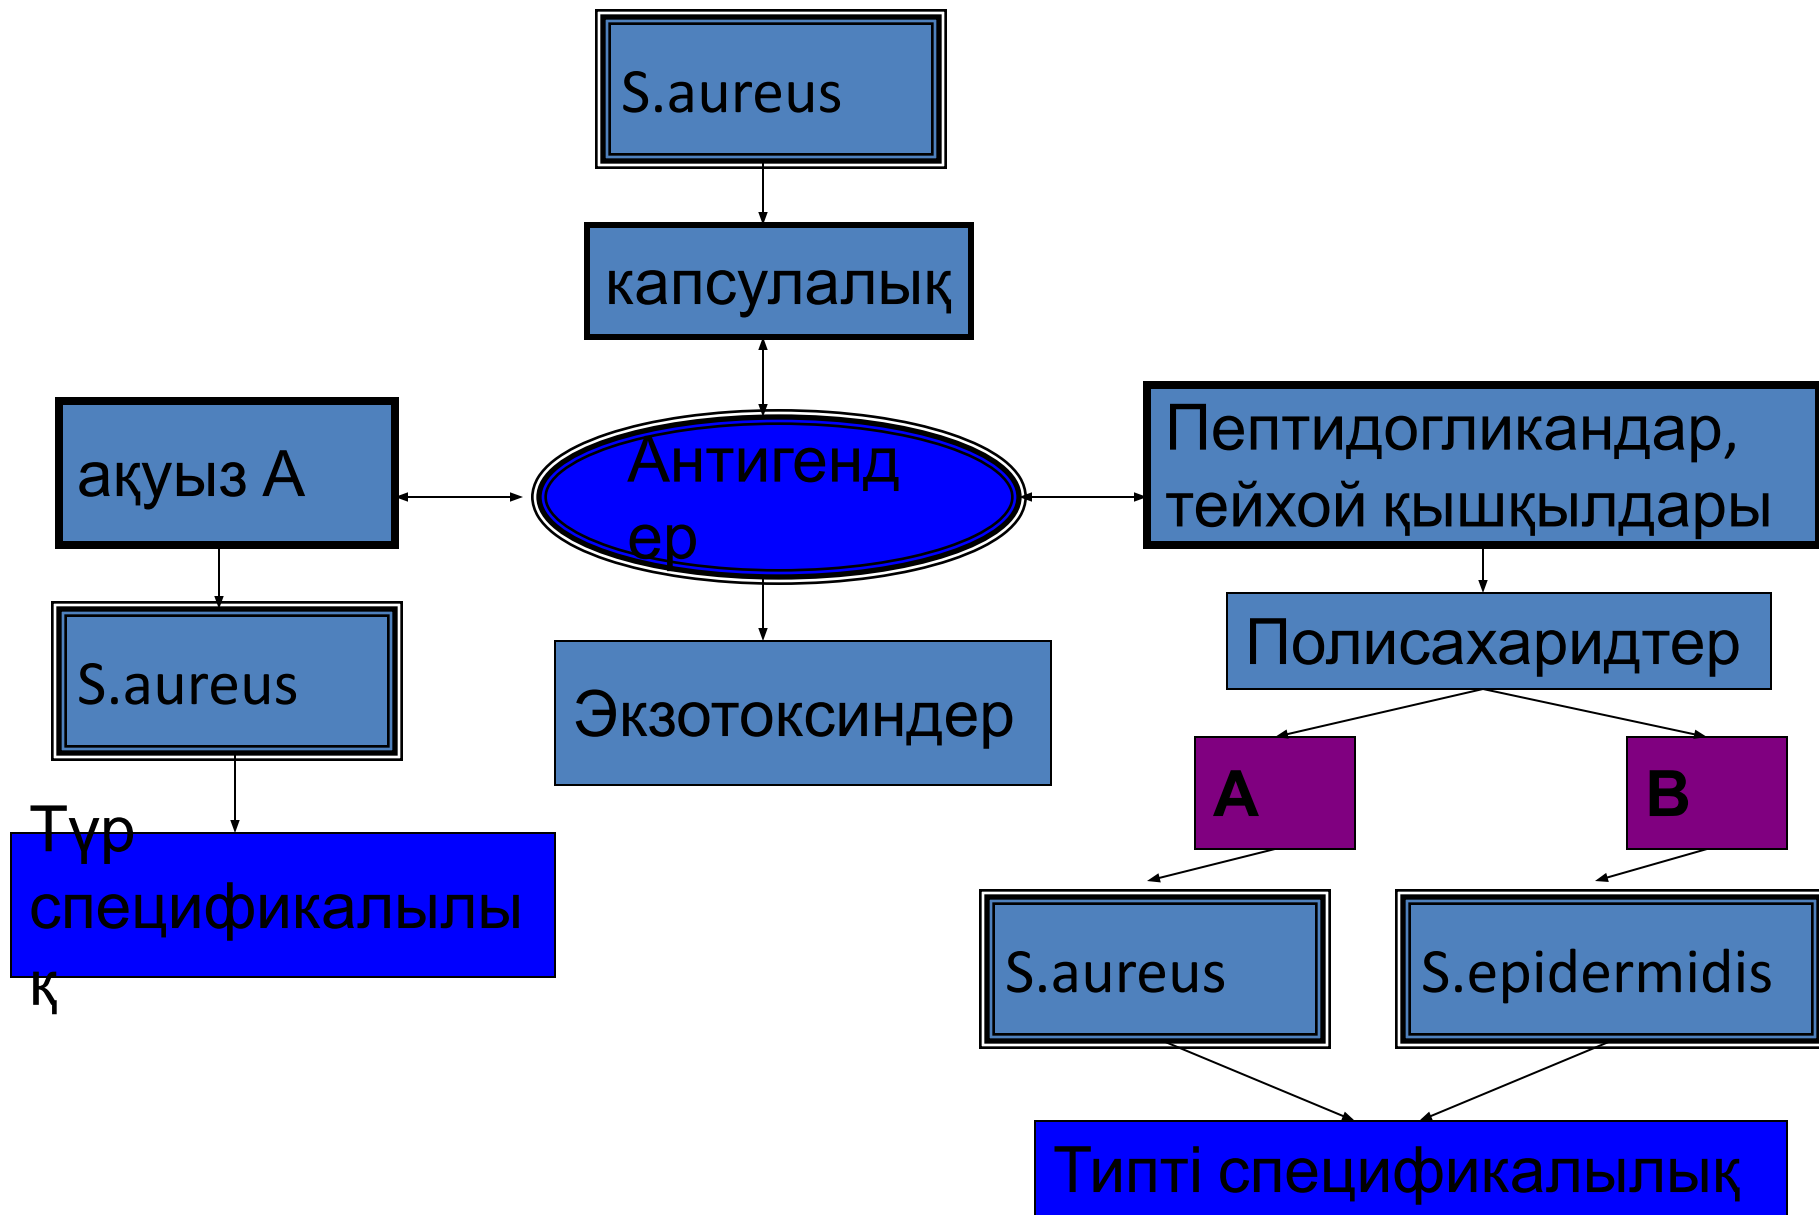 S.aureus
капсулалық
ақуыз А
Антигенд
ер
Пептидогликандар,
тейхой қышқылдары
S.aureus
Экзотоксиндер
Полисахаридтер
А
В
Түр
спецификалылы
қ
S.aureus
S.epidermidis
Типті спецификалылық